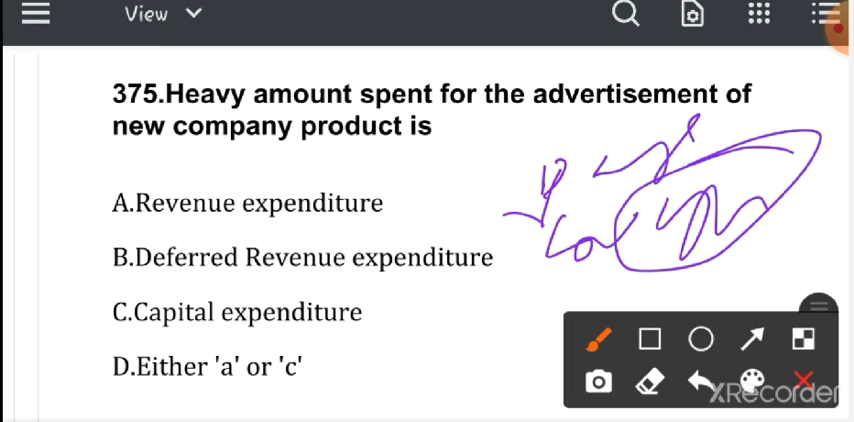 View
375.Heavy amount spent for the advertisement of
new company product is
A.Revenue expenditure
B.Deferred Revenue expenditure
C.Capital expenditure
D.Either 'a' or 'c'
XRecorder